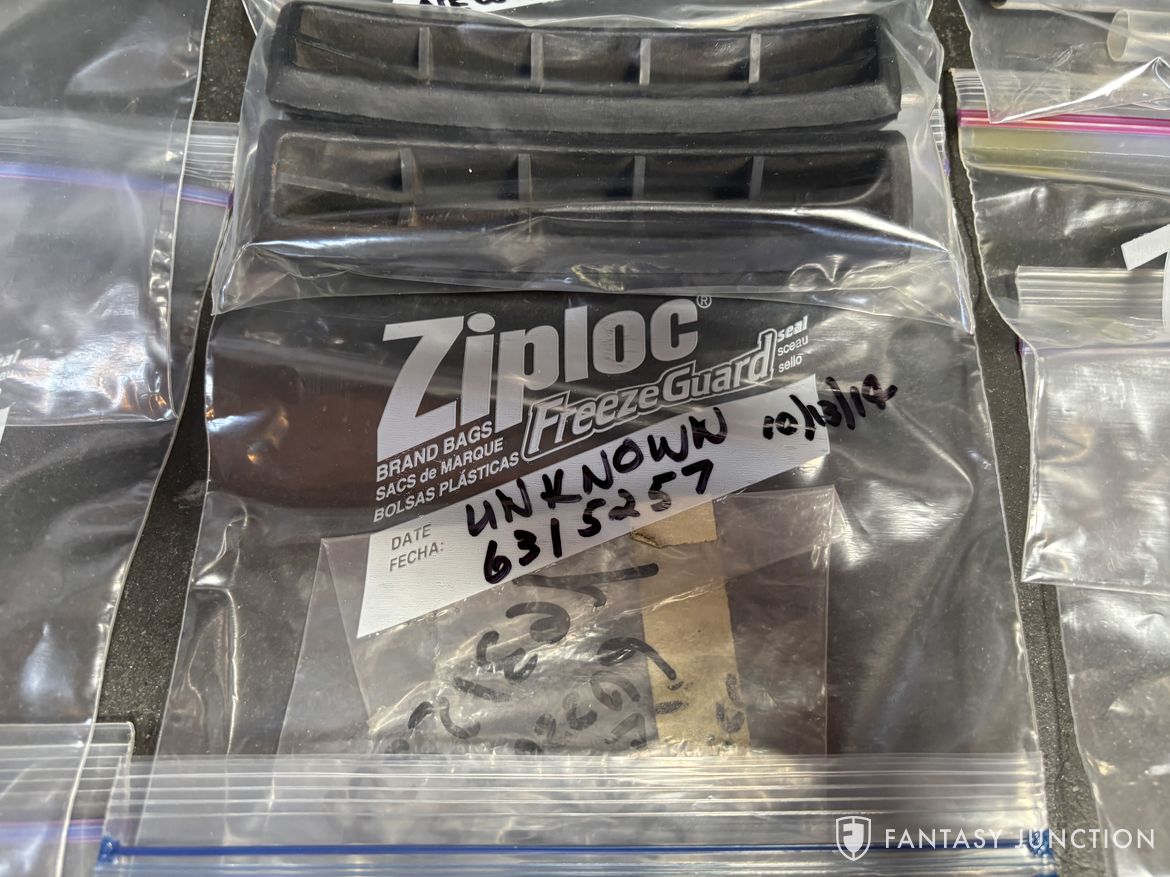 Ziploc®
FreezeGuard seal
sceau
sello
BRAND BAGS
SACS de MARQUE
BOLSAS PLÁSTICAS
DATE
FECHA:
UNKNOWN 10/13/12
6315257
FANTASY JUNCTION